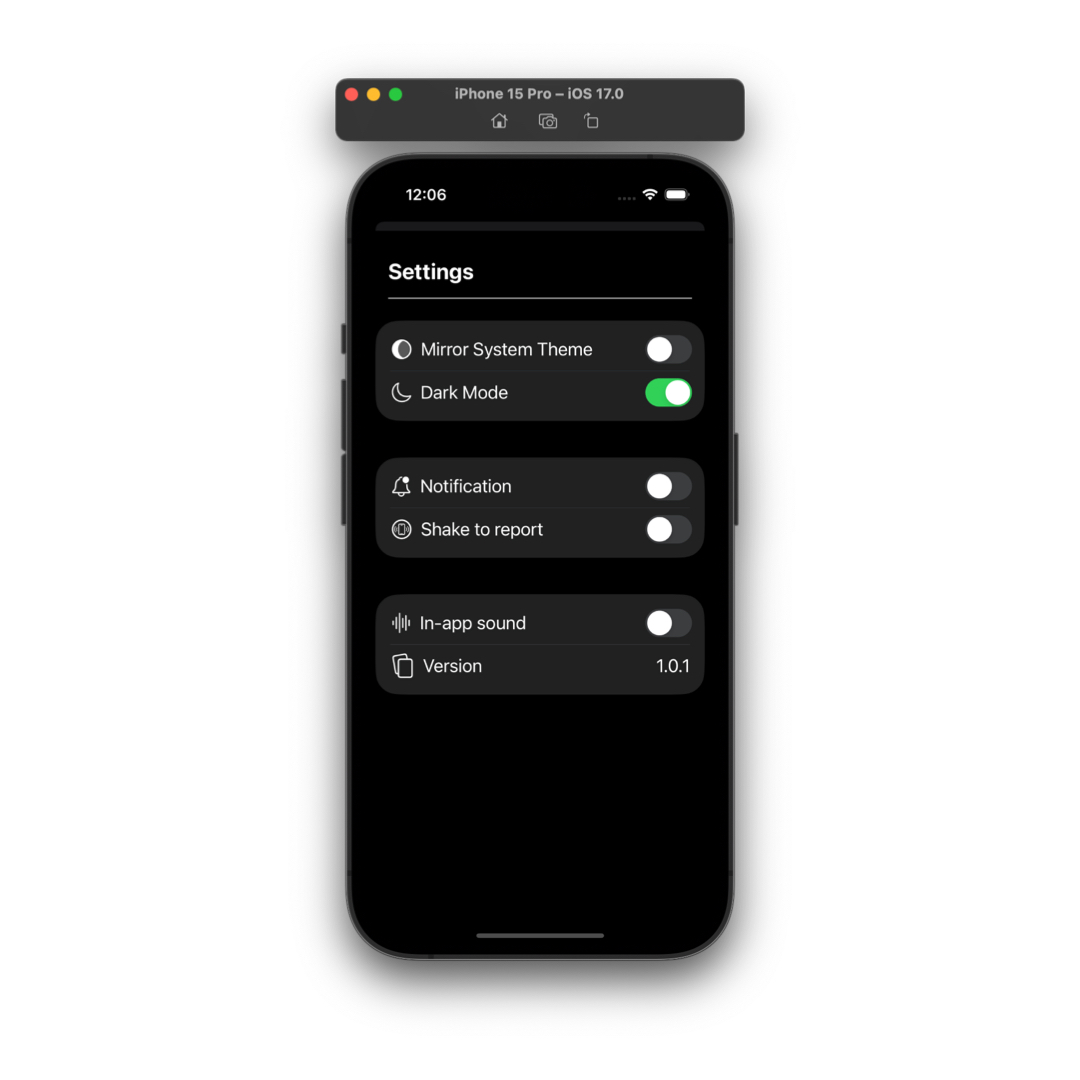 iPhone 15 Pro – iOS 17.0
12:06
Settings
Mirror System Theme
Dark Mode
Notification
Shake to report
In-app sound
Version 1.0.1